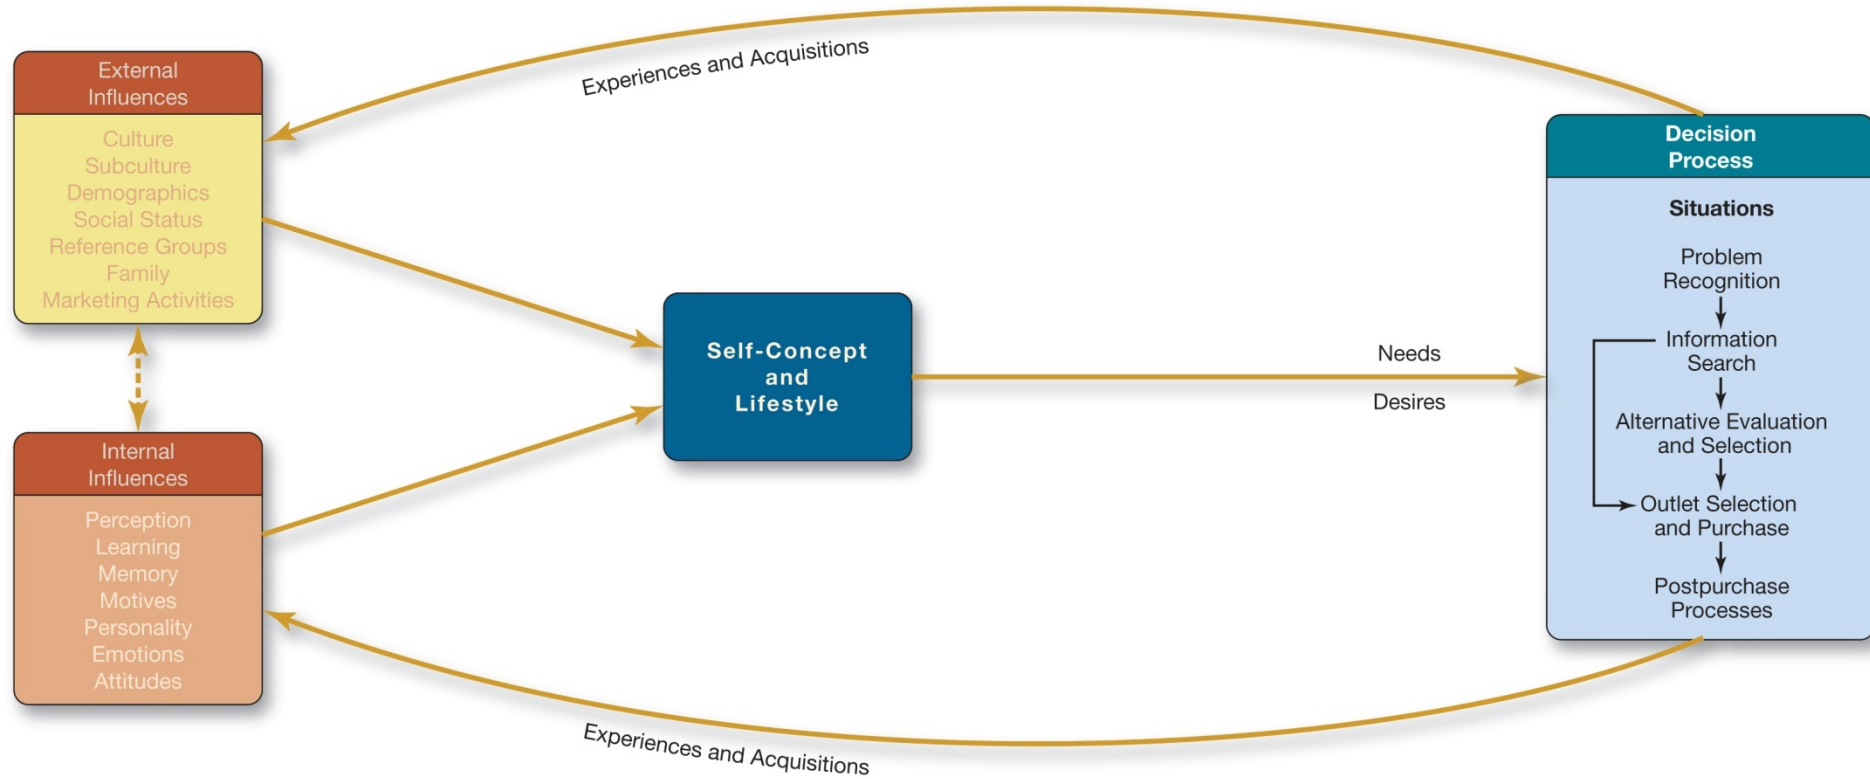 Experiences and Acquisitions
External
Influences
Culture
Subculture
Demographics
Social Status
Reference Groups
Family
Marketing Activities
Internal
Influences
Perception
Learning
Memory
Motives
Personality
Emotions
Attitudes
Self-Concept
and
Lifestyle
Needs
Desires
Decision
Process
Situations
Problem
Recognition
Information
Search
Alternative Evaluation
and Selection
Outlet Selection
and Purchase
Postpurchase
Processes
Experiences and Acquisitions